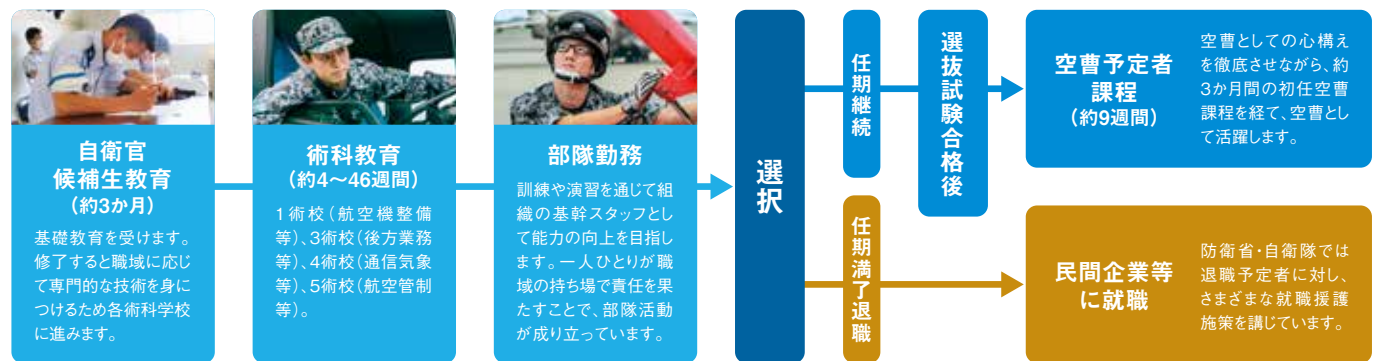 自衛官
候補生教育
(約3か月)
基礎教育を受けます。
修了すると職域に応じ
て専門的な技術を身に
つけるため各術科学校
に進みます。
術科教育
(約4〜46週間)
1術校(航空機整備
等)、3術校(後方業務
等)、4術校(通信気象
等)、5術校(航空管制
等)。
部隊勤務
訓練や演習を通じて組
織の基幹スタッフとし
て能力の向上を目指し
ます。一人ひとりが職
域の持ち場で責任を果
たすことで、部隊活動
が成り立っています。
選択
任期継続
選抜試験合格後
空曹予定者
課程
(約9週間)
空曹としての心構え
を徹底させながら、約
3か月間の初任空曹
課程を経て、空曹とし
て活躍します。
任期満了退職
民間企業等
に就職
防衛省・自衛隊では
退職予定者に対し、
さまざまな就職援護
施策を講じています。